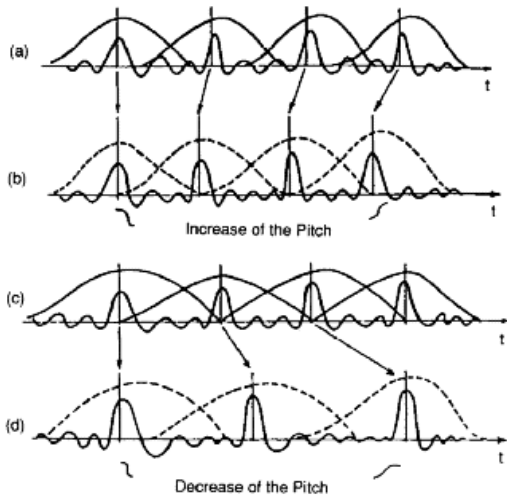 (a)
t
(b)
t
Increase of the Pitch
(c)
t
(d)
t
Decrease of the Pitch